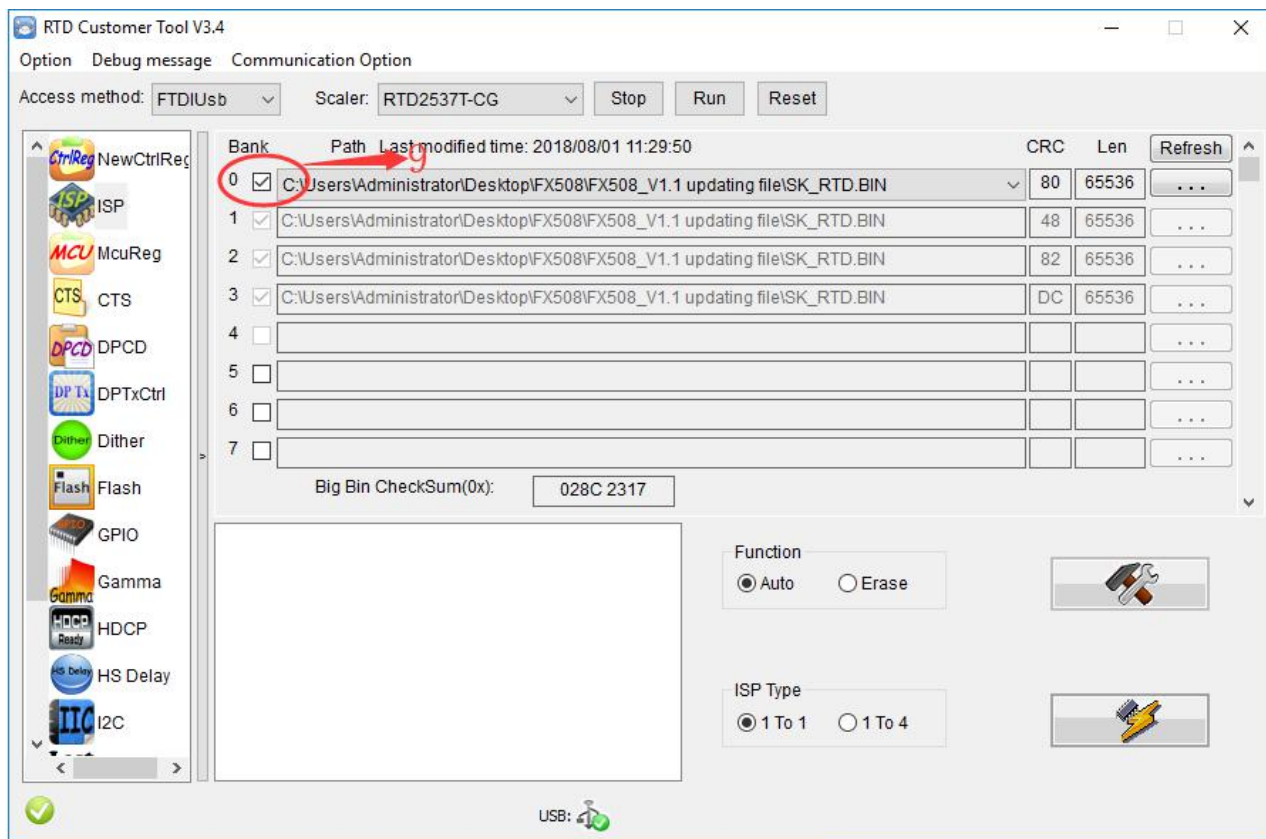 RTD Customer Tool V3.4
Option Debug message Communication Option
Access method: FTDIUsb Scaler: RTD2537T-CG Stop Run Reset
Bank Path Last modified time: 2018/08/01 11:29:50 CRC Len Refresh
9
0 C:\Users\Administrator\Desktop\FX508\FX508_V1.1 updating file\SK_RTD.BIN 80 65536 ...
1 C:\Users\Administrator\Desktop\FX508\FX508_V1.1 updating file\SK_RTD.BIN 48 65536 ...
2 C:\Users\Administrator\Desktop\FX508\FX508_V1.1 updating file\SK_RTD.BIN 82 65536 ...
3 C:\Users\Administrator\Desktop\FX508\FX508_V1.1 updating file\SK_RTD.BIN DC 65536 ...
4 ...
5 ...
6 ...
7 ...
Big Bin CheckSum(0x): 028C 2317
CtrlReg NewCtrlReg
ISP ISP
MCU McuReg
CTS CTS
DPCD DPCD
DP Tx DPTxCtrl
Dither Dither
Flash Flash
GPIO GPIO
Gamma Gamma
HDCP Ready HDCP
HS Delay HS Delay
IIC I2C
Function
Auto Erase
ISP Type
1 To 1 1 To 4
USB: